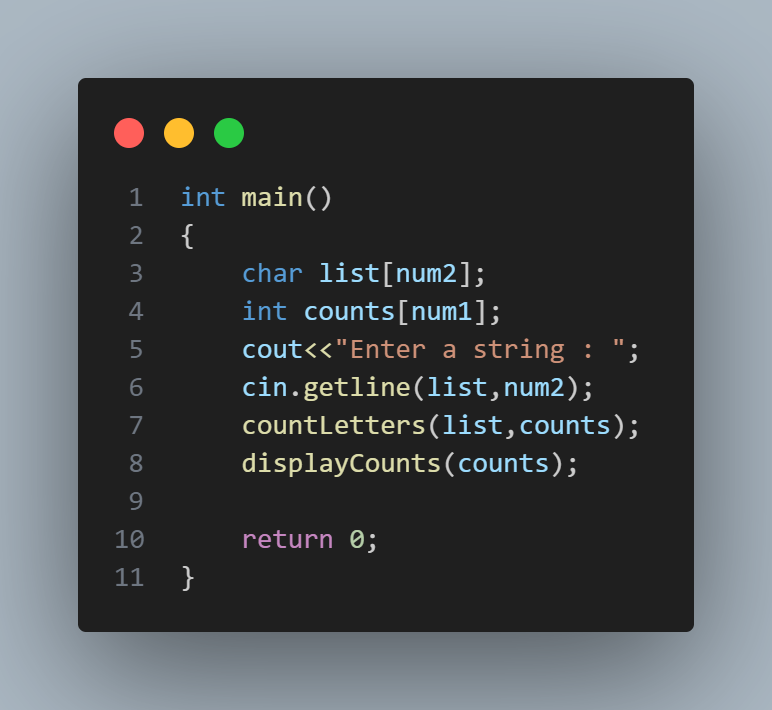 1 int main()
2 {
3     char list[num2];
4     int counts[num1];
5     cout<<"Enter a string : ";
6     cin.getline(list,num2);
7     countLetters(list,counts);
8     displayCounts(counts);
9
10     return 0;
11 }